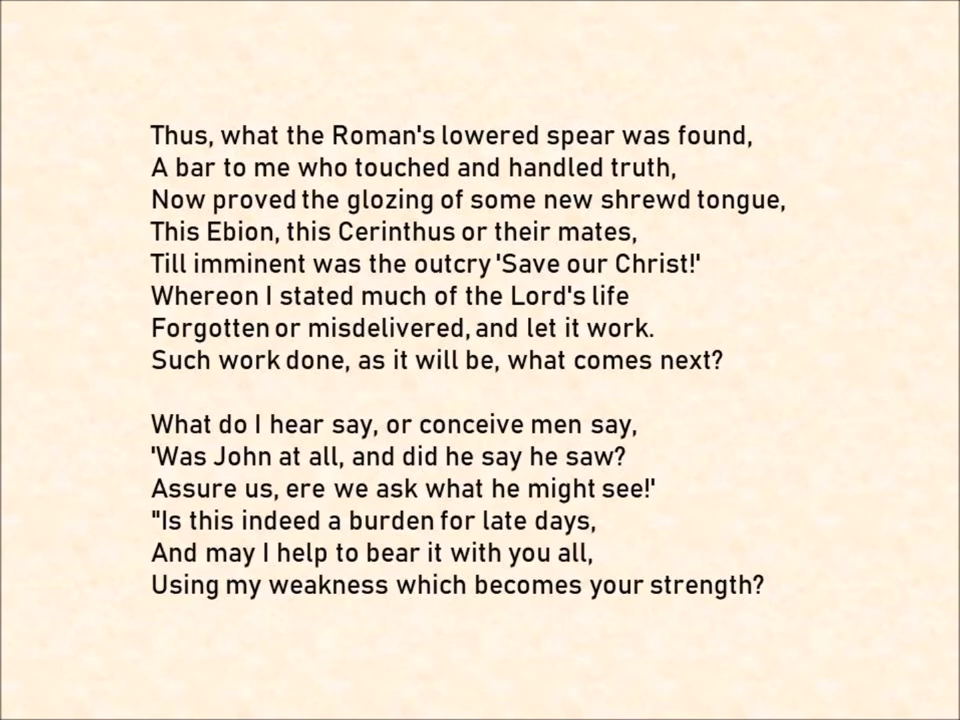 Thus, what the Roman's lowered spear was found,
A bar to me who touched and handled truth,
Now proved the glozing of some new shrewd tongue,
This Ebion, this Cerinthus or their mates,
Till imminent was the outcry 'Save our Christ!'
Whereon I stated much of the Lord's life
Forgotten or misdelivered, and let it work.
Such work done, as it will be, what comes next?

What do I hear say, or conceive men say,
'Was John at all, and did he say he saw?
Assure us, ere we ask what he might see!'
"Is this indeed a burden for late days,
And may I help to bear it with you all,
Using my weakness which becomes your strength?